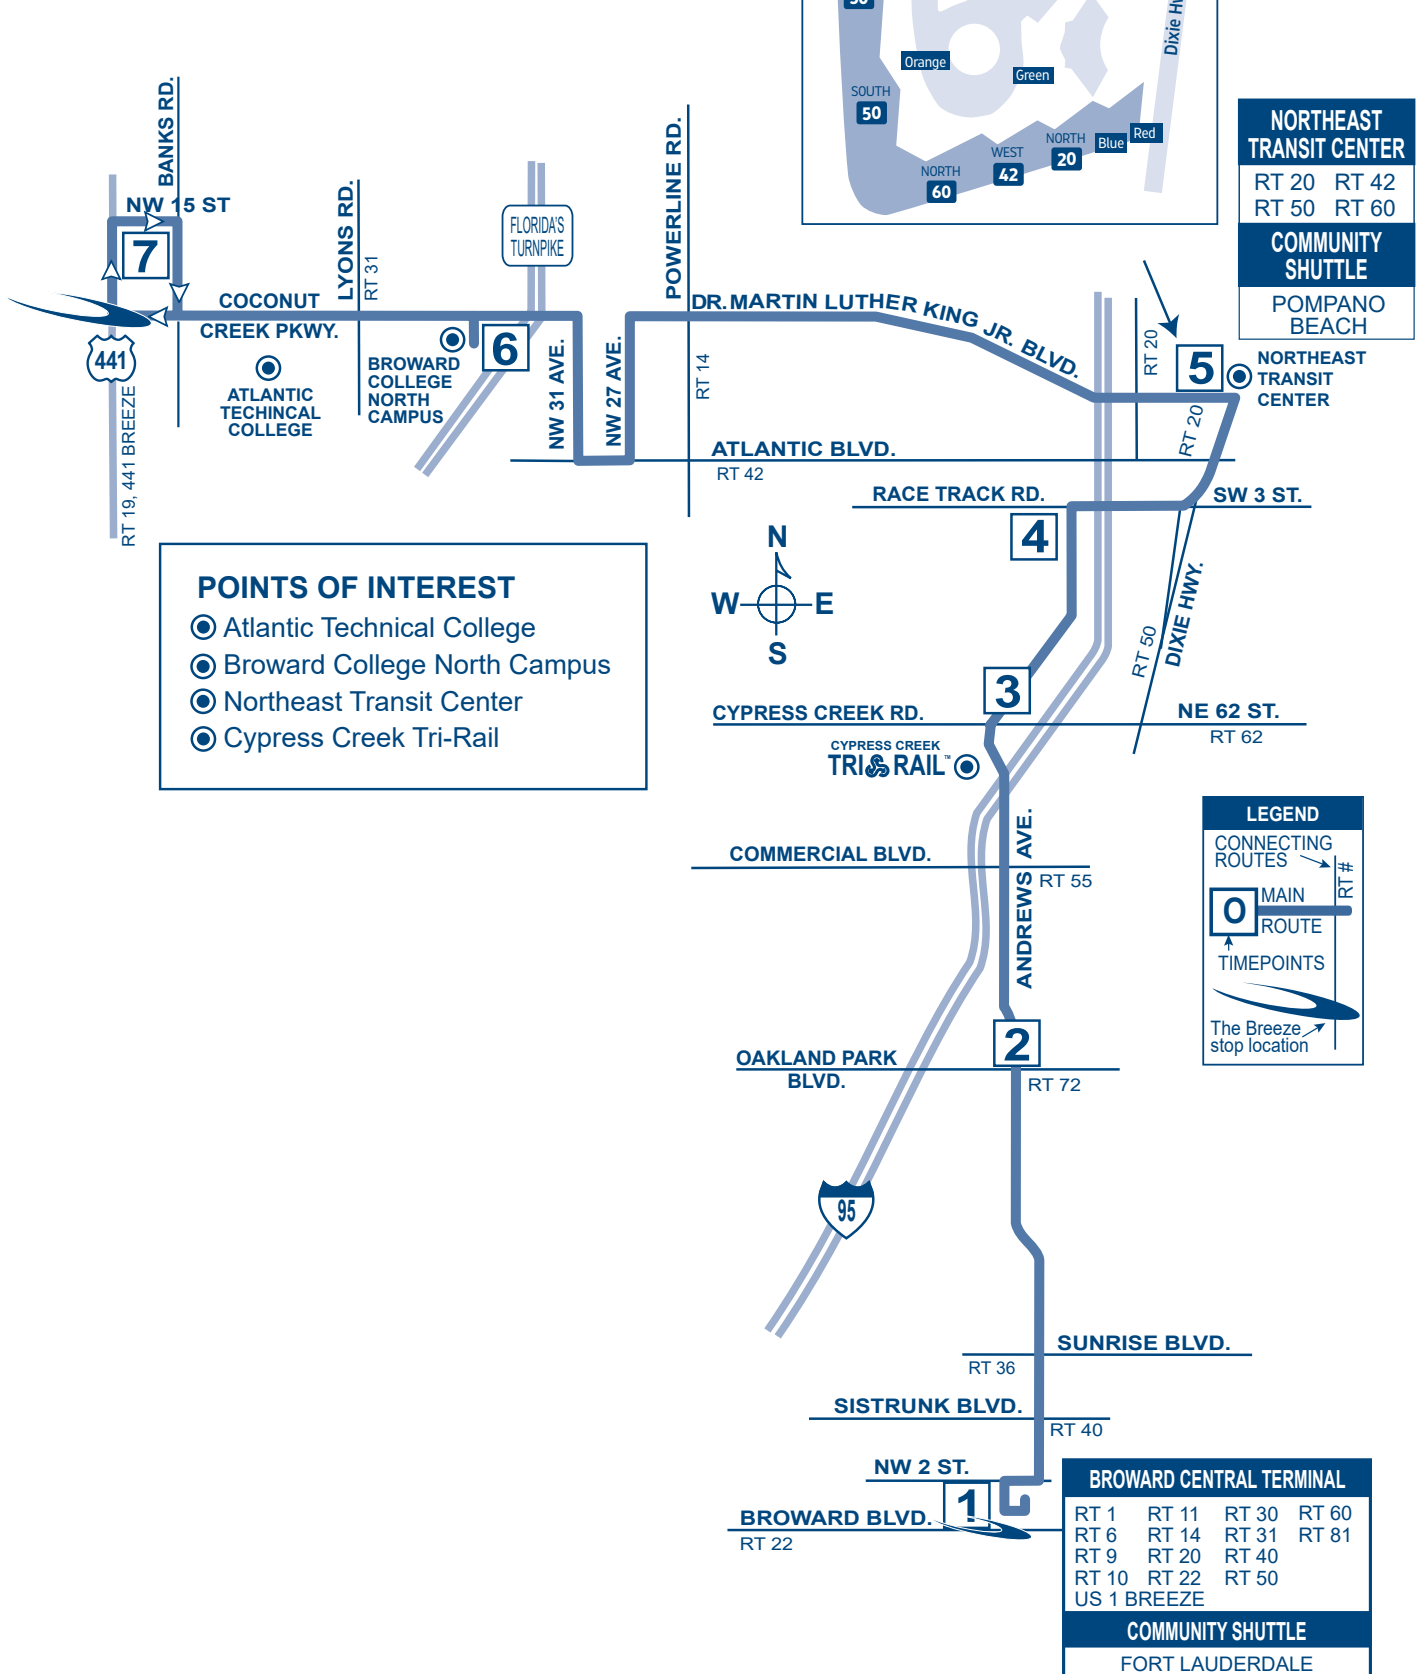 Dixie
Orange
Green
SOUTH
50
NORTH
60
WEST
42
NORTH
20
Blue
Red
NORTHEAST
TRANSIT CENTER
RT 20 RT 42
RT 50 RT 60
COMMUNITY
SHUTTLE
POMPANO
BEACH
BANKS RD.
NW 15 ST
7
LYONS RD.
RT 31
FLORIDA'S
TURNPIKE
POWERLINE RD.
RT 14
COCONUT
CREEK PKWY.
DR. MARTIN LUTHER KING JR. BLVD.
RT 20
5
NORTHEAST
TRANSIT
CENTER
441
RT 19, 441 BREEZE
ATLANTIC
TECHINCAL
COLLEGE
BROWARD
COLLEGE
NORTH
CAMPUS
6
NW 31 AVE.
NW 27 AVE.
RT 20
ATLANTIC BLVD.
RT 42
RACE TRACK RD.
SW 3 ST.
4
POINTS OF INTEREST
Atlantic Technical College
Broward College North Campus
Northeast Transit Center
Cypress Creek Tri-Rail
N
W E
S
RT 50
DIXIE HWY.
3
CYPRESS CREEK RD.
NE 62 ST.
RT 62
CYPRESS CREEK
TRI RAIL™
LEGEND
CONNECTING
ROUTES
RT #
0
MAIN
ROUTE
TIMEPOINTS
The Breeze
stop location
COMMERCIAL BLVD.
RT 55
ANDREWS AVE.
2
OAKLAND PARK
BLVD.
RT 72
95
SUNRISE BLVD.
RT 36
SISTRUNK BLVD.
RT 40
NW 2 ST.
1
BROWARD BLVD.
RT 22
BROWARD CENTRAL TERMINAL
RT 1 RT 11 RT 30 RT 60
RT 6 RT 14 RT 31 RT 81
RT 9 RT 20 RT 40
RT 10 RT 22 RT 50
US 1 BREEZE
COMMUNITY SHUTTLE
FORT LAUDERDALE